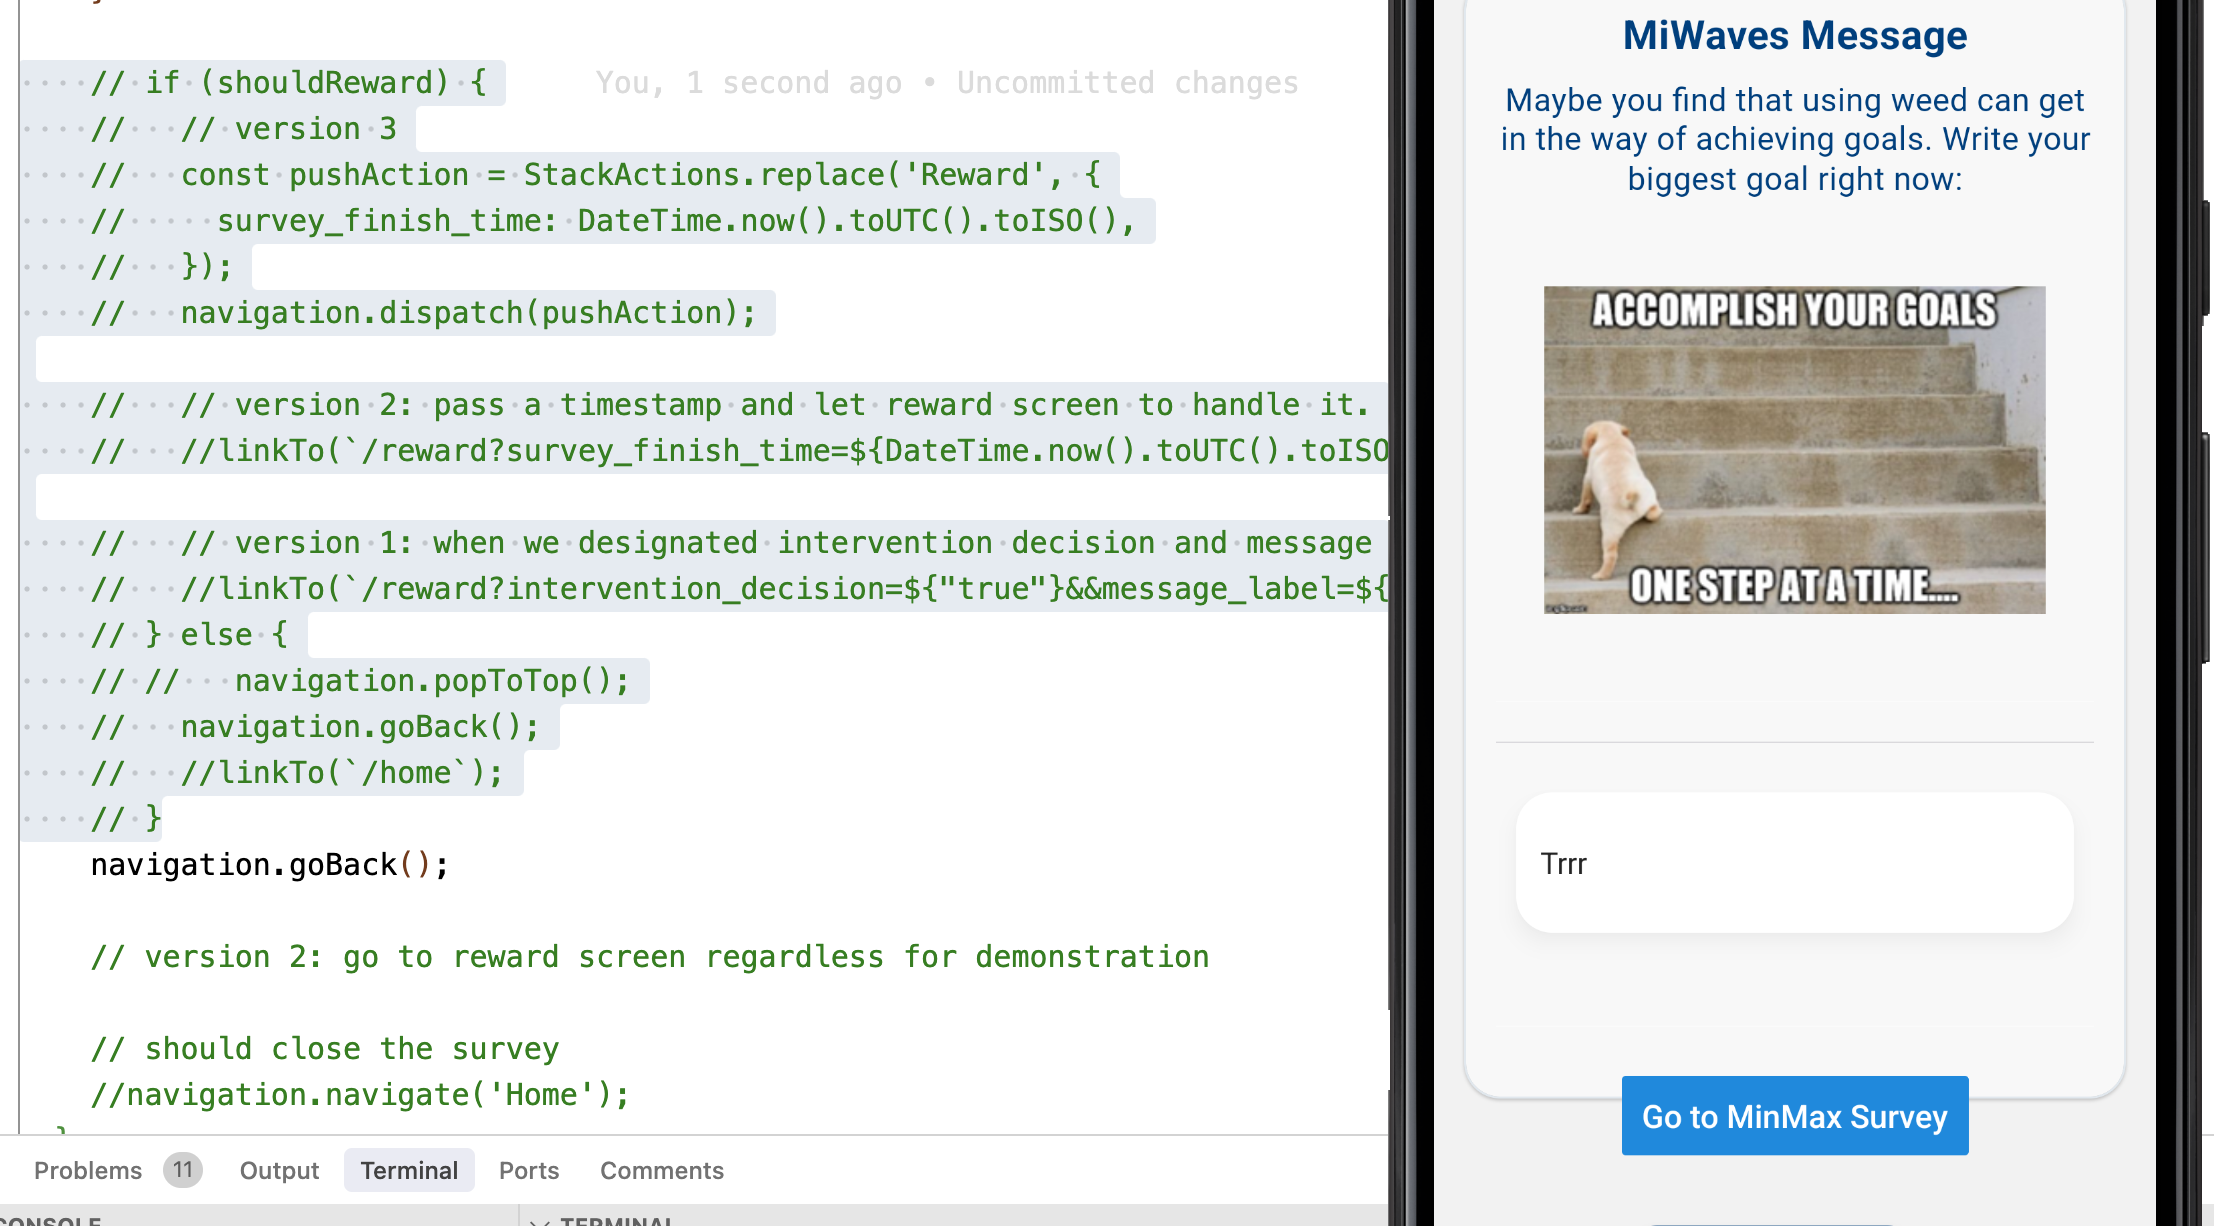 // if (shouldReward) { You, 1 second ago • Uncommitted changes
// // version 3
// const pushAction = StackActions.replace('Reward', {
// survey_finish_time: DateTime.now().toUTC().toISO(),
// });
// navigation.dispatch(pushAction);
// // version 2: pass a timestamp and let reward screen to handle it.
// //linkTo(`/reward?survey_finish_time=${DateTime.now().toUTC().toISO
// // version 1: when we designated intervention decision and message
// //linkTo(`/reward?intervention_decision=${"true"}&&message_label=${
// } else {
// // navigation.popToTop();
// navigation.goBack();
// //linkTo(`/home`);
// }
navigation.goBack();
// version 2: go to reward screen regardless for demonstration
// should close the survey
//navigation.navigate('Home');
}
Problems 11 Output Terminal Ports Comments
CONSOLE
TERMINAL
MiWaves Message
Maybe you find that using weed can get
in the way of achieving goals. Write your
biggest goal right now:
ACCOMPLISH YOUR GOALS
ONE STEP AT A TIME....
Trrr
Go to MinMax Survey